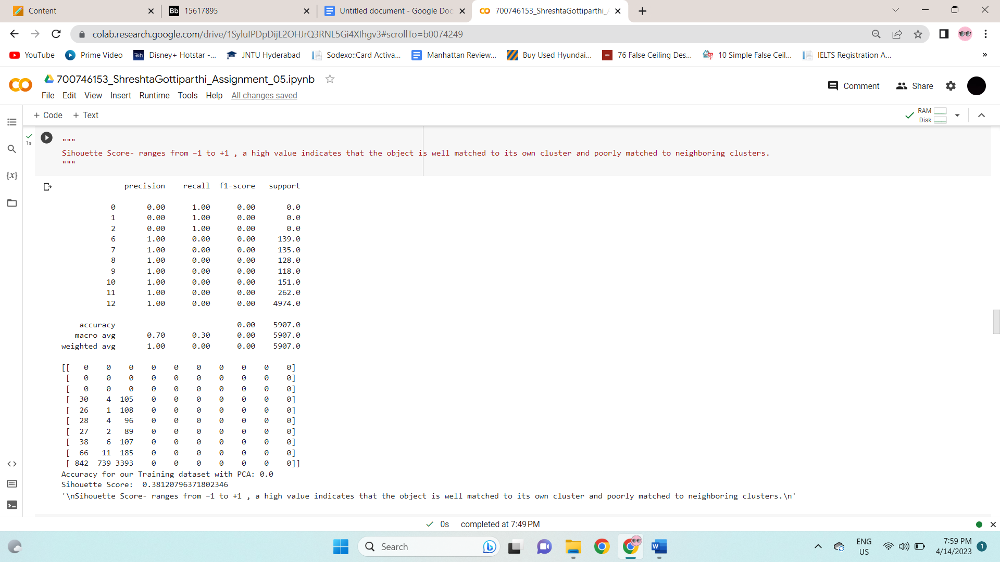 Content
Bb 15617895
Untitled document - Google Doc
700746153_ShreshtaGottiparthi_
colab.research.google.com/drive/1SyluIPDpDijL2OHJrQ3RNL5Gi4XIhgv3#scrollTo=b0074249
YouTube Prime Video Disney+ Hotstar -... JNTU Hyderabad Sodexo::Card Activa... Manhattan Review... Buy Used Hyundai... 76 False Ceiling Des... 10 Simple False Ceil... IELTS Registration A... »
700746153_ShreshtaGottiparthi_Assignment_05.ipynb
Comment Share
File Edit View Insert Runtime Tools Help All changes saved
+ Code + Text
RAM
Disk
1s
"""
Sihouette Score- ranges from −1 to +1 , a high value indicates that the object is well matched to its own cluster and poorly matched to neighboring clusters.
"""
{x}
precision recall f1-score support
0 0.00 1.00 0.00 0.0
1 0.00 1.00 0.00 0.0
2 0.00 1.00 0.00 0.0
6 1.00 0.00 0.00 139.0
7 1.00 0.00 0.00 135.0
8 1.00 0.00 0.00 128.0
9 1.00 0.00 0.00 118.0
10 1.00 0.00 0.00 151.0
11 1.00 0.00 0.00 262.0
12 1.00 0.00 0.00 4974.0
accuracy 0.00 5907.0
macro avg 0.70 0.30 0.00 5907.0
weighted avg 1.00 0.00 0.00 5907.0
[[ 0 0 0 0 0 0 0 0 0 0]
[ 0 0 0 0 0 0 0 0 0 0]
[ 0 0 0 0 0 0 0 0 0 0]
[ 30 4 105 0 0 0 0 0 0 0]
[ 26 1 108 0 0 0 0 0 0 0]
[ 28 4 96 0 0 0 0 0 0 0]
[ 27 2 89 0 0 0 0 0 0 0]
[ 38 6 107 0 0 0 0 0 0 0]
[ 66 11 185 0 0 0 0 0 0 0]
[ 842 739 3393 0 0 0 0 0 0 0]]
Accuracy for our Training dataset with PCA: 0.0
Sihouette Score: 0.38120796371802346
'\nSihouette Score- ranges from −1 to +1 , a high value indicates that the object is well matched to its own cluster and poorly matched to neighboring clusters.\n'
0s completed at 7:49 PM
Search
ENG
US
7:59 PM
4/14/2023
1